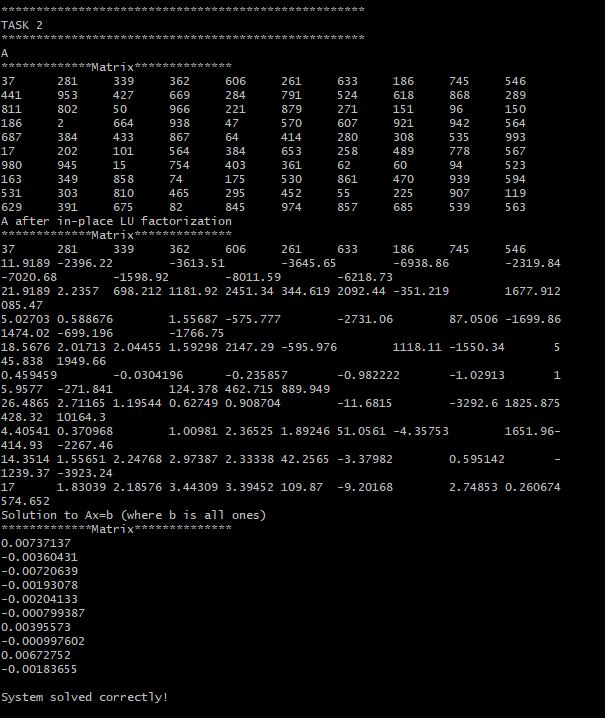 ****************************************************
TASK 2
****************************************************
A
*************Matrix**************
37 281 339 362 606 261 633 186 745 546
441 953 427 669 284 791 524 618 868 289
811 802 50 966 221 879 271 151 96 150
186 2 664 938 47 570 607 921 942 564
687 384 433 867 64 414 280 308 535 993
17 202 101 564 384 653 258 489 778 567
980 945 15 754 403 361 62 60 94 523
163 349 858 74 175 530 861 470 939 594
531 303 810 465 295 452 55 225 907 119
629 391 675 82 845 974 857 685 539 563
A after in-place LU factorization
*************Matrix**************
37 281 339 362 606 261 633 186 745 546
11.9189 -2396.22 -3613.51 -3645.65 -6938.86 -2319.84
-7020.68 -1598.92 -8011.59 -6218.73
21.9189 2.2357 698.212 1181.92 2451.34 344.619 2092.44 -351.219 1677.912
085.47
5.02703 0.588676 1.55687 -575.777 -2731.06 87.0506 -1699.86
1474.02 -699.196 -1766.75
18.5676 2.01713 2.04455 1.59298 2147.29 -595.976 1118.11 -1550.34 5
45.838 1949.66
0.459459 -0.0304196 -0.235857 -0.982222 -1.02913 1
5.9577 -271.841 124.378 462.715 889.949
26.4865 2.71165 1.19544 0.62749 0.908704 -11.6815 -3292.6 1825.875
428.32 10164.3
4.40541 0.370968 1.00981 2.36525 1.89246 51.0561 -4.35753 1651.96-
414.93 -2267.46
14.3514 1.55651 2.24768 2.97387 2.33338 42.2565 -3.37982 0.595142 -
1239.37 -3923.24
17 1.83039 2.18576 3.44309 3.39452 109.87 -9.20168 2.74853 0.260674
574.652
Solution to Ax=b (where b is all ones)
*************Matrix**************
0.00737137
-0.00360431
-0.00720639
-0.00193078
-0.00204133
-0.000799387
0.00395573
-0.000997602
0.00672752
-0.00183655
System solved correctly!